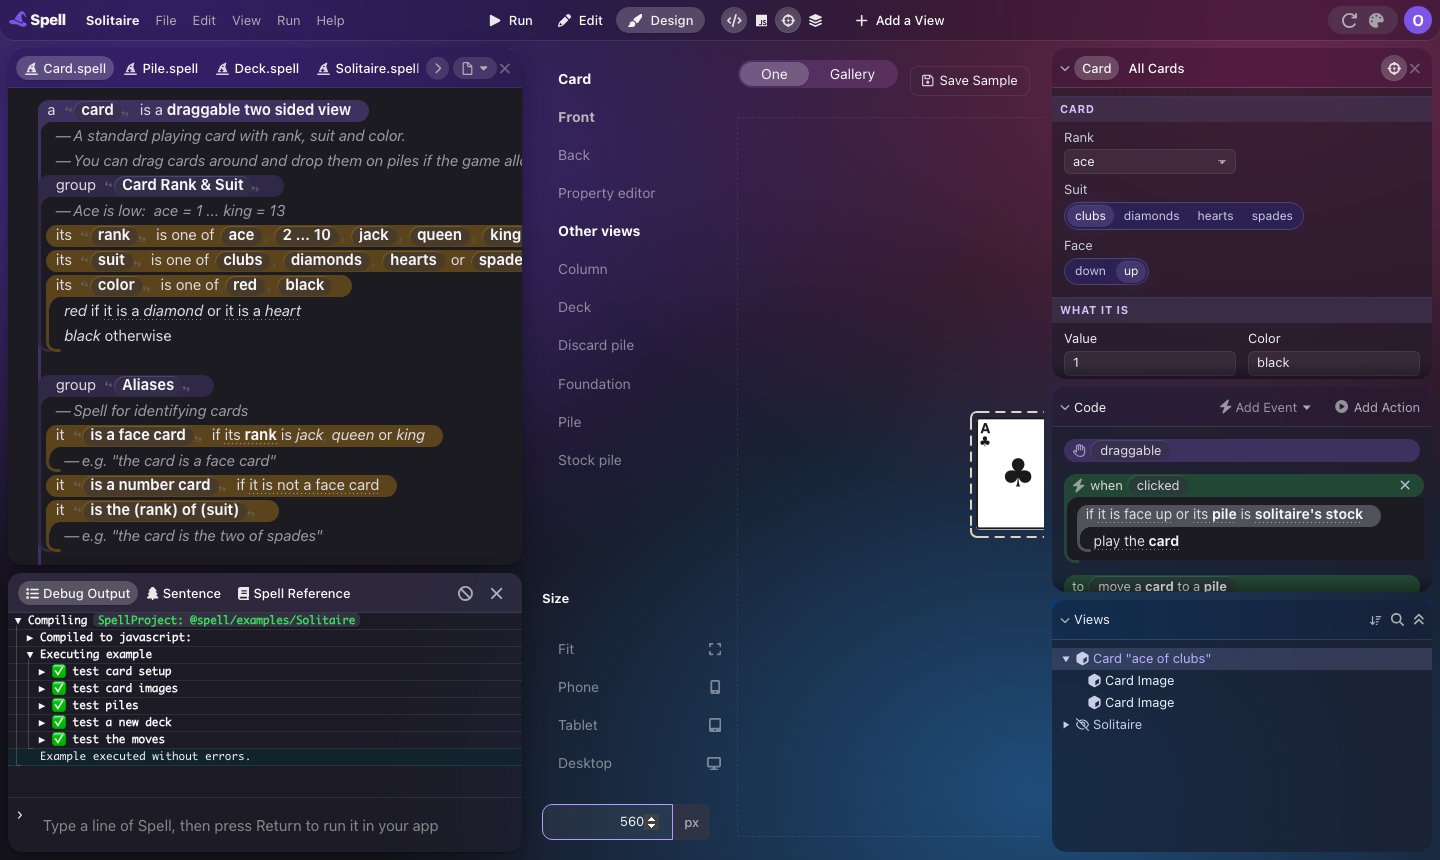 Spell Solitaire File Edit View Run Help Run Edit Design JS Add a View O
Card.spell Pile.spell Deck.spell Solitaire.spell
a “ card „ is a draggable two sided view
— A standard playing card with rank, suit and color.
— You can drag cards around and drop them on piles if the game
group “ Card Rank & Suit „
— Ace is low: ace = 1 ... king = 13
its “ rank „ is one of ace , 2 ... 10 , jack , queen , king
its “ suit „ is one of clubs , diamonds , hearts or spade
its “ color „ is one of red , black
red if it is a diamond or it is a heart
black otherwise
group “ Aliases „
— Spell for identifying cards
it “ is a face card „ if its rank is jack queen or king
— e.g. "the card is a face card"
it “ is a number card „ if it is not a face card
it “ is the (rank) of (suit) „
— e.g. "the card is the two of spades"
Debug Output Sentence Spell Reference
Compiling SpellProject: @spell/examples/Solitaire
Compiled to javascript:
Executing example
test card setup
test card images
test piles
test a new deck
test the moves
Example executed without errors.
Type a line of Spell, then press Return to run it in your app
Card
Front
Back
Property editor
Other views
Column
Deck
Discard pile
Foundation
Pile
Stock pile
Size
Fit
Phone
Tablet
Desktop
560 px
One Gallery Save Sample
A
Card All Cards
CARD
Rank
ace
Suit
clubs diamonds hearts spades
Face
down up
WHAT IT IS
Value Color
1 black
Code Add Event Add Action
draggable
when clicked
if it is face up or its pile is solitaire's stock
play the card
to move a card to a pile
Views
Card "ace of clubs"
Card Image
Card Image
Solitaire